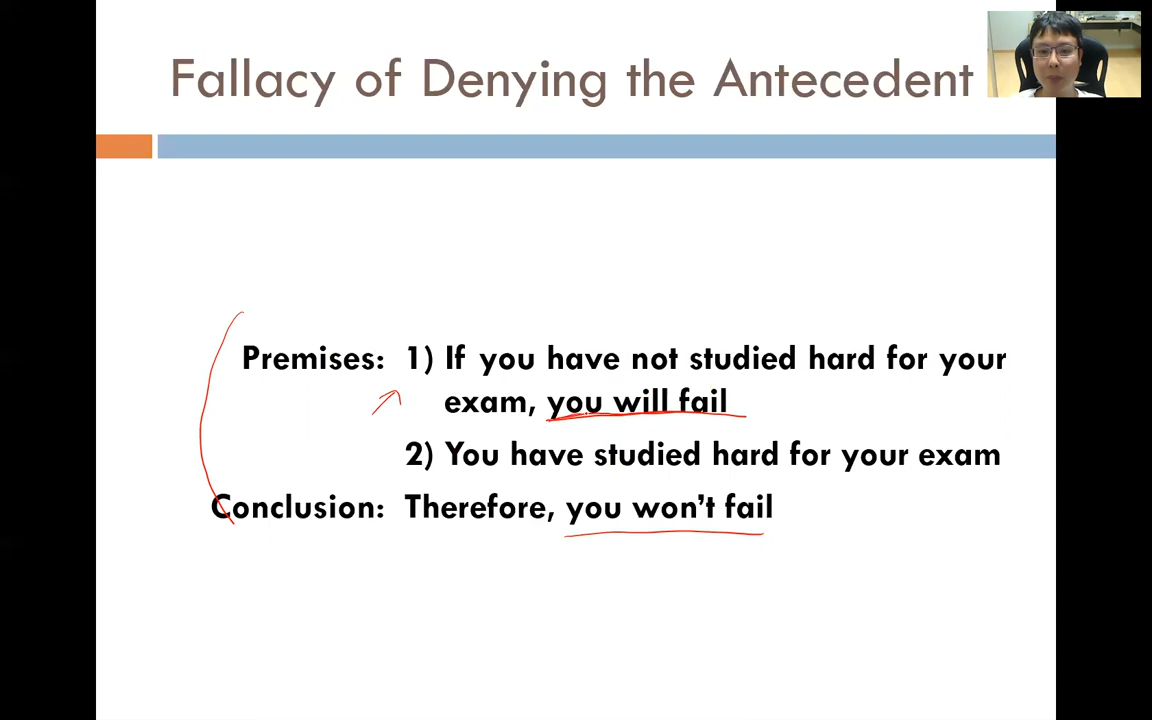 Fallacy of Denying the Antecedent
Premises: 1) If you have not studied hard for your
exam, you will fail
2) You have studied hard for your exam
Conclusion: Therefore, you won't fail